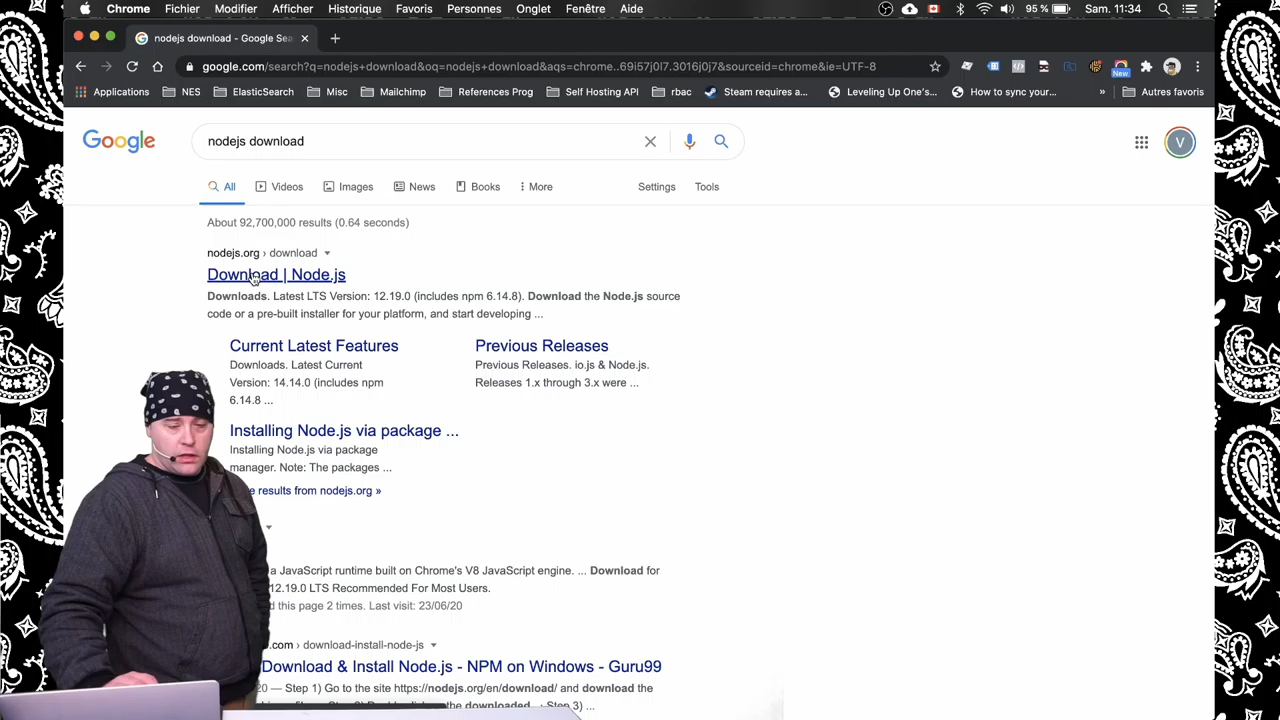 Chrome Fichier Modifier Afficher Historique Favoris Personnes Onglet Fenêtre Aide 95 % Sam. 11:34
nodejs download - Google Sea
google.com/search?q=nodejs+download&oq=nodejs+download&aqs=chrome..69i57j0l7.3016j0j7&sourceid=chrome&ie=UTF-8
New
Applications NES ElasticSearch Misc Mailchimp References Prog Self Hosting API rbac Steam requires a... Leveling Up One's... How to sync your... » Autres favoris
Google nodejs download V
All Videos Images News Books More Settings Tools
About 92,700,000 results (0.64 seconds)
nodejs.org › download
Download | Node.js
Downloads. Latest LTS Version: 12.19.0 (includes npm 6.14.8). Download the Node.js source
code or a pre-built installer for your platform, and start developing ...
Current Latest Features
Downloads. Latest Current
Version: 14.14.0 (includes npm
6.14.8 ...
Previous Releases
Previous Releases. io.js & Node.js.
Releases 1.x through 3.x were ...
Installing Node.js via package ...
Installing Node.js via package
manager. Note: The packages ...
results from nodejs.org »
a JavaScript runtime built on Chrome's V8 JavaScript engine. ... Download for
12.19.0 LTS Recommended For Most Users.
this page 2 times. Last visit: 23/06/20
.com › download-install-node-js
Download & Install Node.js - NPM on Windows - Guru99
20 — Step 1) Go to the site https://nodejs.org/en/download/ and download the
the downloaded Step 3) ...